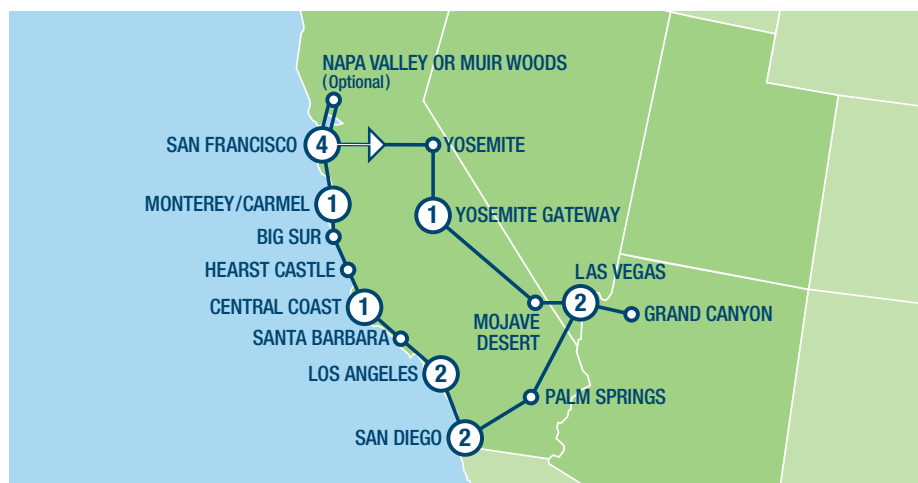 NAPA VALLEY OR MUIR WOODS
(Optional)
SAN FRANCISCO
4
YOSEMITE
MONTEREY/CARMEL
1
1
YOSEMITE GATEWAY
BIG SUR
HEARST CASTLE
LAS VEGAS
CENTRAL COAST
1
2
MOJAVE
DESERT
GRAND CANYON
SANTA BARBARA
LOS ANGELES
2
PALM SPRINGS
SAN DIEGO
2